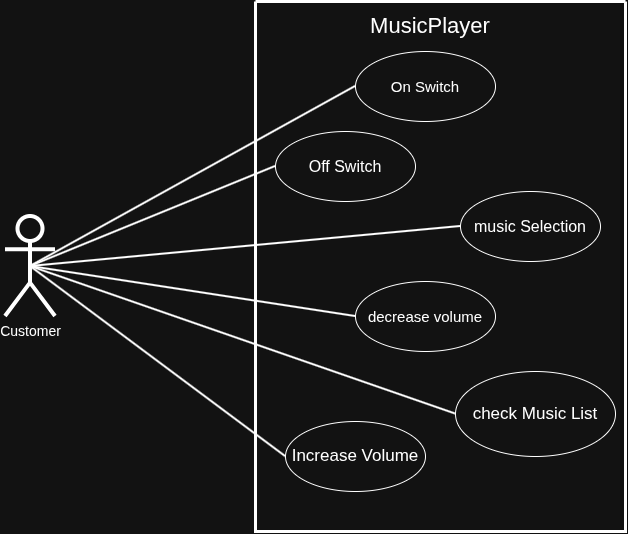 MusicPlayer
On Switch
Off Switch
music Selection
decrease volume
Customer
check Music List
Increase Volume